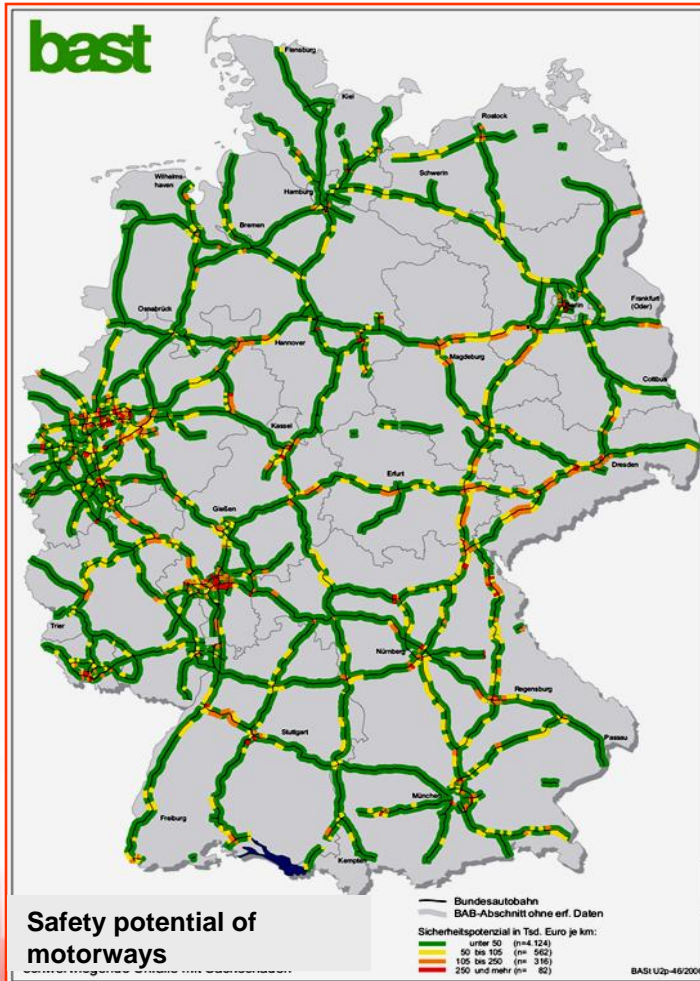 bast
Flensburg
Kiel
Rostock
Wilhelms-
haven
Schwerin
Hamburg
Bremen
Osnabrück
Frankfurt
(Oder)
Hannover
Magdeburg
Cottbus
Kassel
Dresden
Erfurt
Gießen
Trier
Nürnberg
Regensburg
Stuttgart
Passau
München
Freiburg
Kempten
Safety potential of
motorways
Bundesautobahn
BAB-Abschnitt ohne erf. Daten
Sicherheitspotenzial in Tsd. Euro je km:
unter 50 (n=4.124)
50 bis 105 (n= 562)
105 bis 250 (n= 316)
250 und mehr (n= 82)